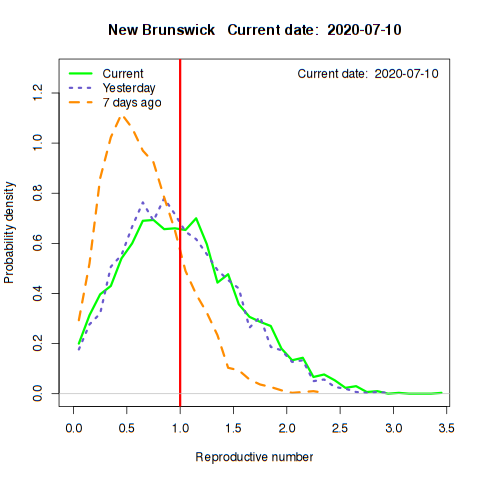 New Brunswick   Current date:  2020-07-10
Current
Yesterday
7 days ago
Current date:  2020-07-10
Probability density
1.2
1.0
0.8
0.6
0.4
0.2
0.0
0.0 0.5 1.0 1.5 2.0 2.5 3.0 3.5
Reproductive number